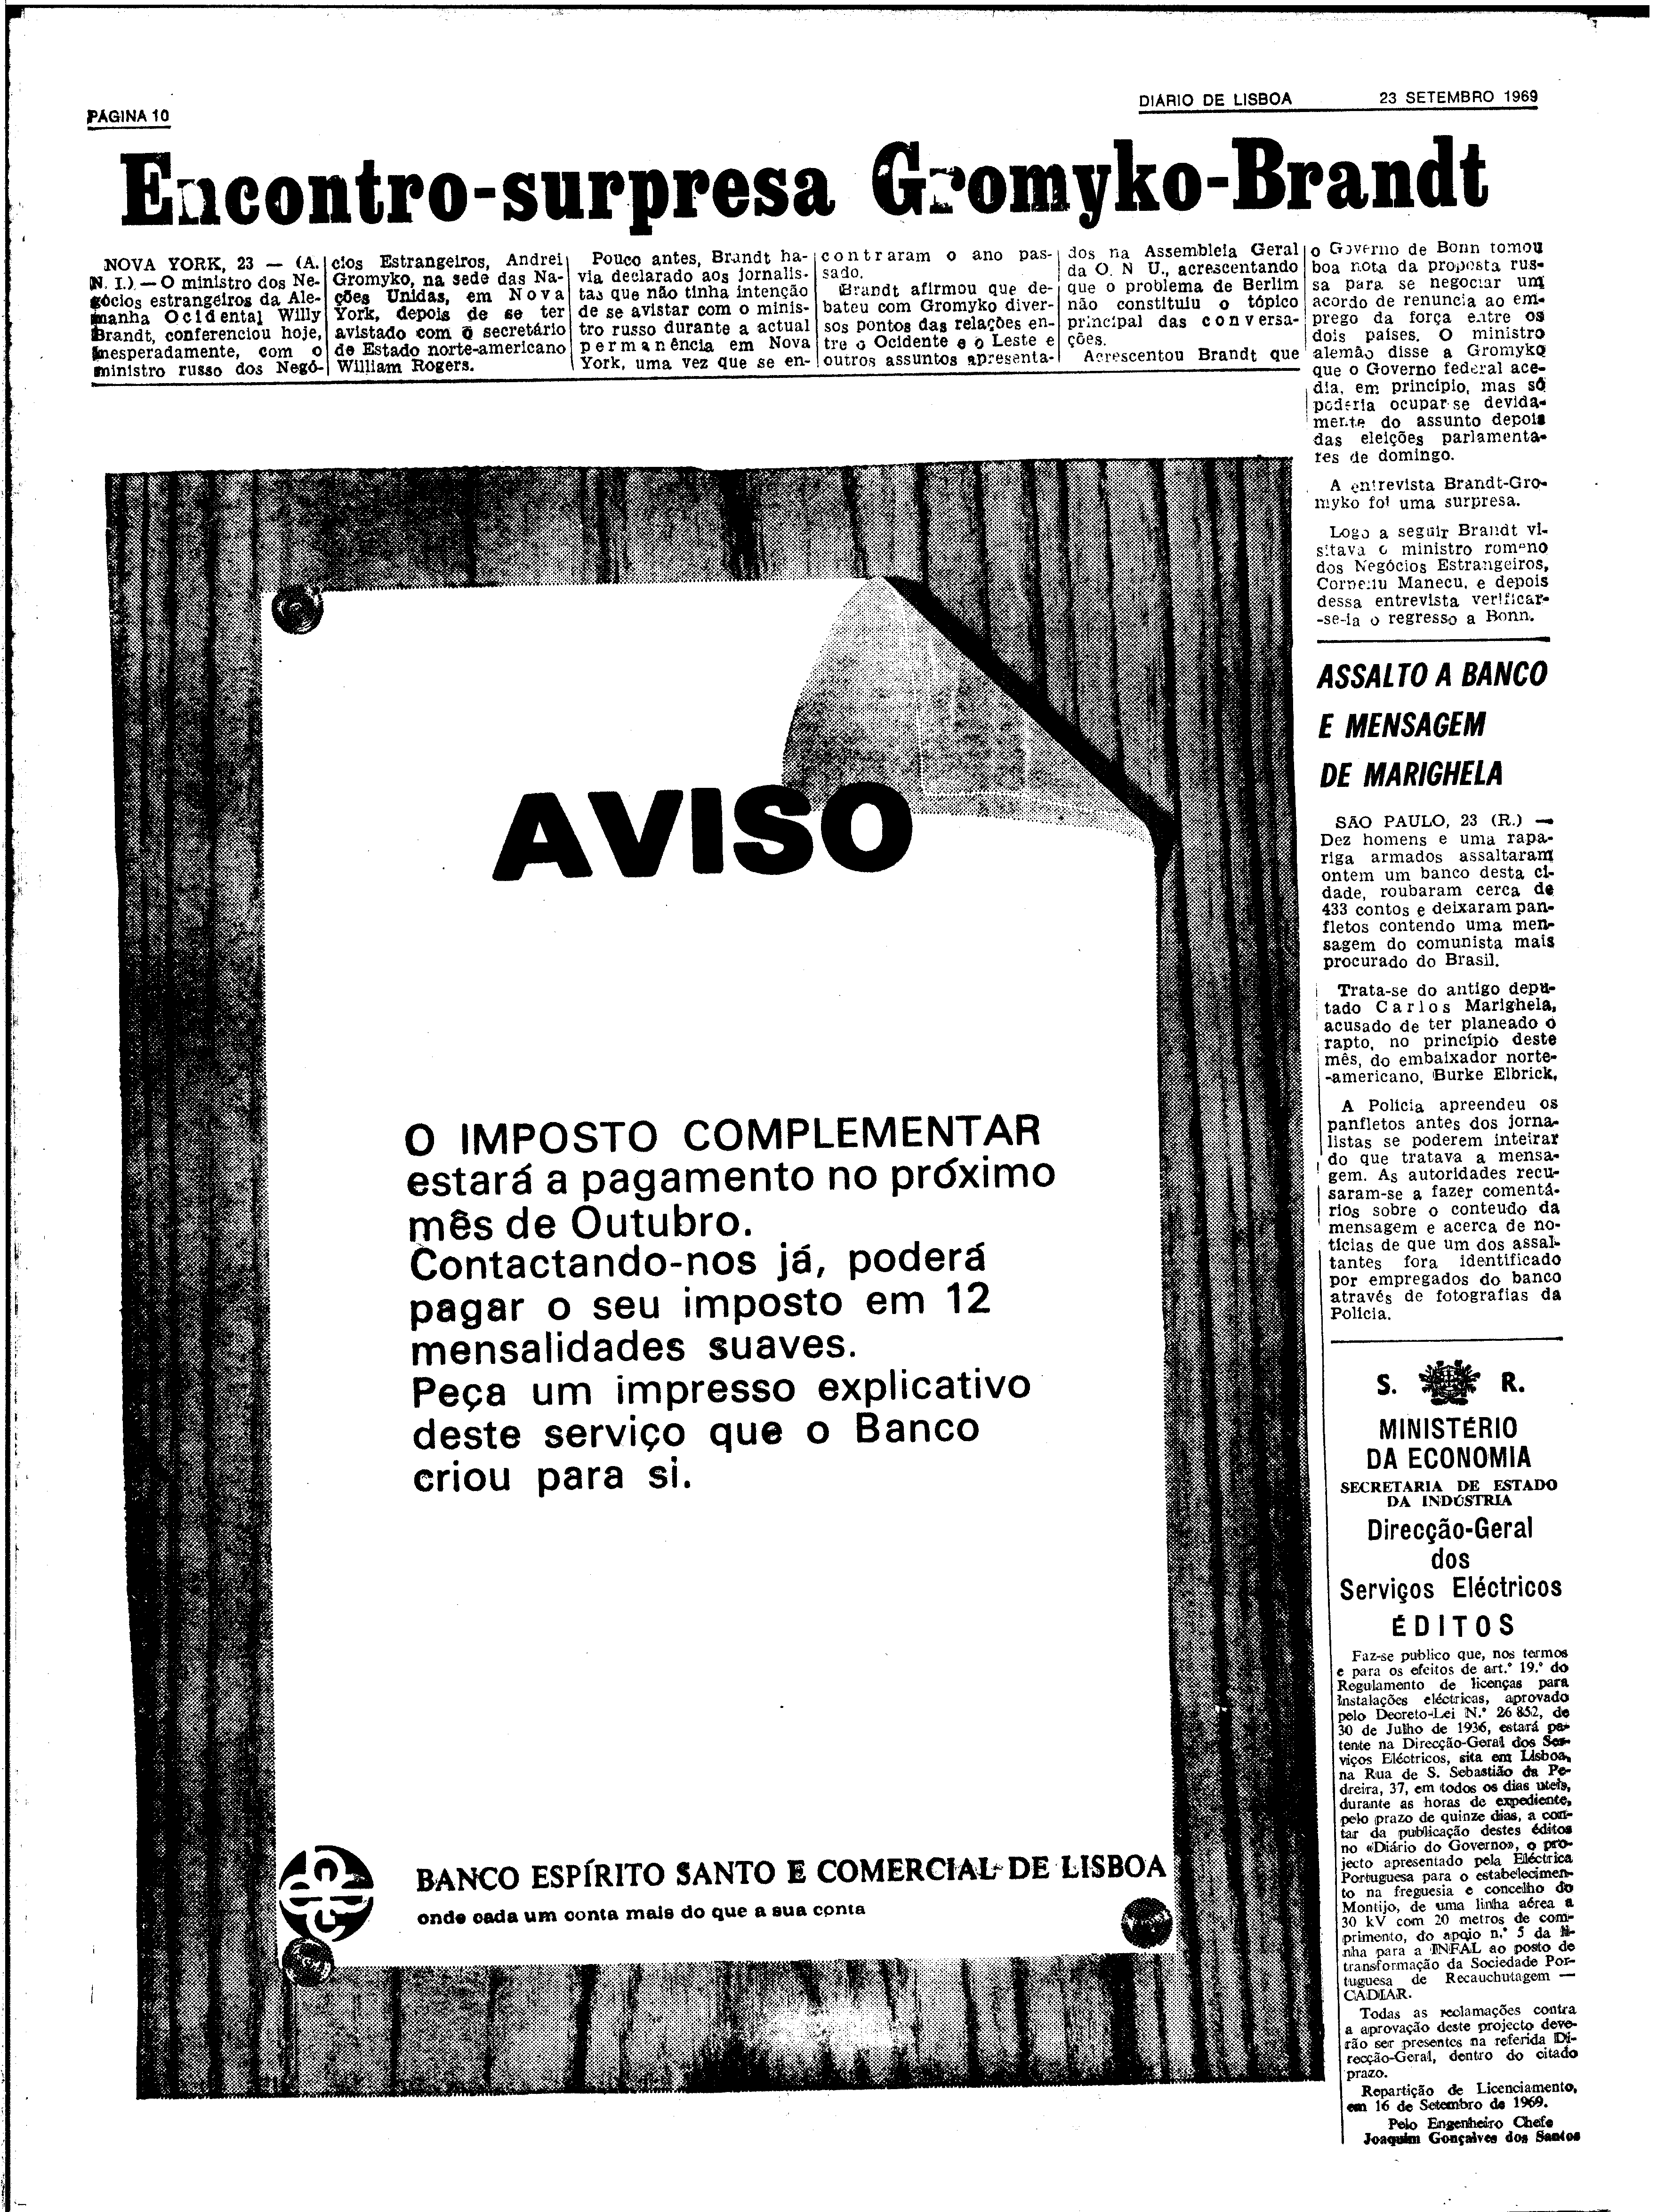 PÁGINA 10
DIÁRIO DE LISBOA 23 SETEMBRO 1969
Encontro-surpresa Gromyko-Brandt
NOVA YORK, 23 — (A.
N. I.) — O ministro dos Ne-
gócios estrangeiros da Ale-
manha Ocidental Willy
Brandt, conferenciou hoje,
inesperadamente, com o
ministro russo dos Negó-
cios Estrangeiros, Andrei
Gromyko, na sede das Na-
ções Unidas, em Nova
York, depois de se ter
avistado com o secretário
de Estado norte-americano
William Rogers.
Pouco antes, Brandt ha-
via declarado aos jornalis-
tas que não tinha intenção
de se avistar com o minis-
tro russo durante a actual
permanência em Nova
York, uma vez que se en-
contraram o ano pas-
sado.
Brandt afirmou que de-
bateu com Gromyko diver-
sos pontos das relações en-
tre o Ocidente e o Leste e
outros assuntos apresenta-
dos na Assembleia Geral
da O. N U., acrescentando
que o problema de Berlim
não constituiu o tópico
principal das conversa-
ções.
Acrescentou Brandt que
o Governo de Bonn tomou
boa nota da proposta rus-
sa para se negociar um
acordo de renuncia ao em-
prego da força entre os
dois países. O ministro
alemão disse a Gromyko
que o Governo federal ace-
dia, em princípio, mas só
poderia ocupar-se devida-
mente do assunto depois
das eleições parlamenta-
res de domingo.
A entrevista Brandt-Gro-
myko foi uma surpresa.
Logo a seguir Brandt vi-
sitava o ministro romeno
dos Negócios Estrangeiros,
Corneliu Manecu, e depois
dessa entrevista verificar-
-se-ia o regresso a Bonn.
ASSALTO A BANCO
E MENSAGEM
DE MARIGHELA
SÃO PAULO, 23 (R.) —
Dez homens e uma rapa-
riga armados assaltaram
ontem um banco desta ci-
dade, roubaram cerca de
433 contos e deixaram pan-
fletos contendo uma men-
sagem do comunista mais
procurado do Brasil.
Trata-se do antigo depu-
tado Carlos Marighela,
acusado de ter planeado o
rapto, no princípio deste
mês, do embaixador norte-
-americano, Burke Elbrick,
A Polícia apreendeu os
panfletos antes dos jorna-
listas se poderem inteirar
do que tratava a mensa-
gem. As autoridades recu-
saram-se a fazer comentá-
rios sobre o conteudo da
mensagem e acerca de no-
tícias de que um dos assal-
tantes fora identificado
por empregados do banco
através de fotografias da
Polícia.
AVISO
O IMPOSTO COMPLEMENTAR
estará a pagamento no próximo
mês de Outubro.
Contactando-nos já, poderá
pagar o seu imposto em 12
mensalidades suaves.
Peça um impresso explicativo
deste serviço que o Banco
criou para si.
BANCO ESPÍRITO SANTO E COMERCIAL DE LISBOA
onde cada um conta mais do que a sua conta
S. R.
MINISTÉRIO
DA ECONOMIA
SECRETARIA DE ESTADO
DA INDÚSTRIA
Direcção-Geral
dos
Serviços Eléctricos
ÉDITOS
Faz-se publico que, nos termos
e para os efeitos de art.º 19.º do
Regulamento de licenças para
Instalações eléctricas, aprovado
pelo Decreto-Lei N.º 26 852, de
30 de Julho de 1936, estará pa-
tente na Direcção-Geral dos Ser-
viços Eléctricos, sita em Lisboa,
na Rua de S. Sebastião da Pe-
dreira, 37, em todos os dias uteis,
durante as horas de expediente,
pelo prazo de quinze dias, a con-
tar da publicação destes éditos
no «Diário do Governo», o pro-
jecto apresentado pela Eléctrica
Portuguesa para o estabelecimen-
to na freguesia e concelho do
Montijo, de uma linha aérea a
30 kV com 20 metros de com-
primento, do apoio n.º 5 da li-
nha para a INFAL ao posto de
transformação da Sociedade Por-
tuguesa de Recauchutagem —
CADIAR.
Todas as reclamações contra
a aprovação deste projecto deve-
rão ser presentes na referida Di-
recção-Geral, dentro do citado
prazo.
Repartição de Licenciamento,
em 16 de Setembro de 1969.
Pelo Engenheiro Chefe
Joaquim Gonçalves dos Santos